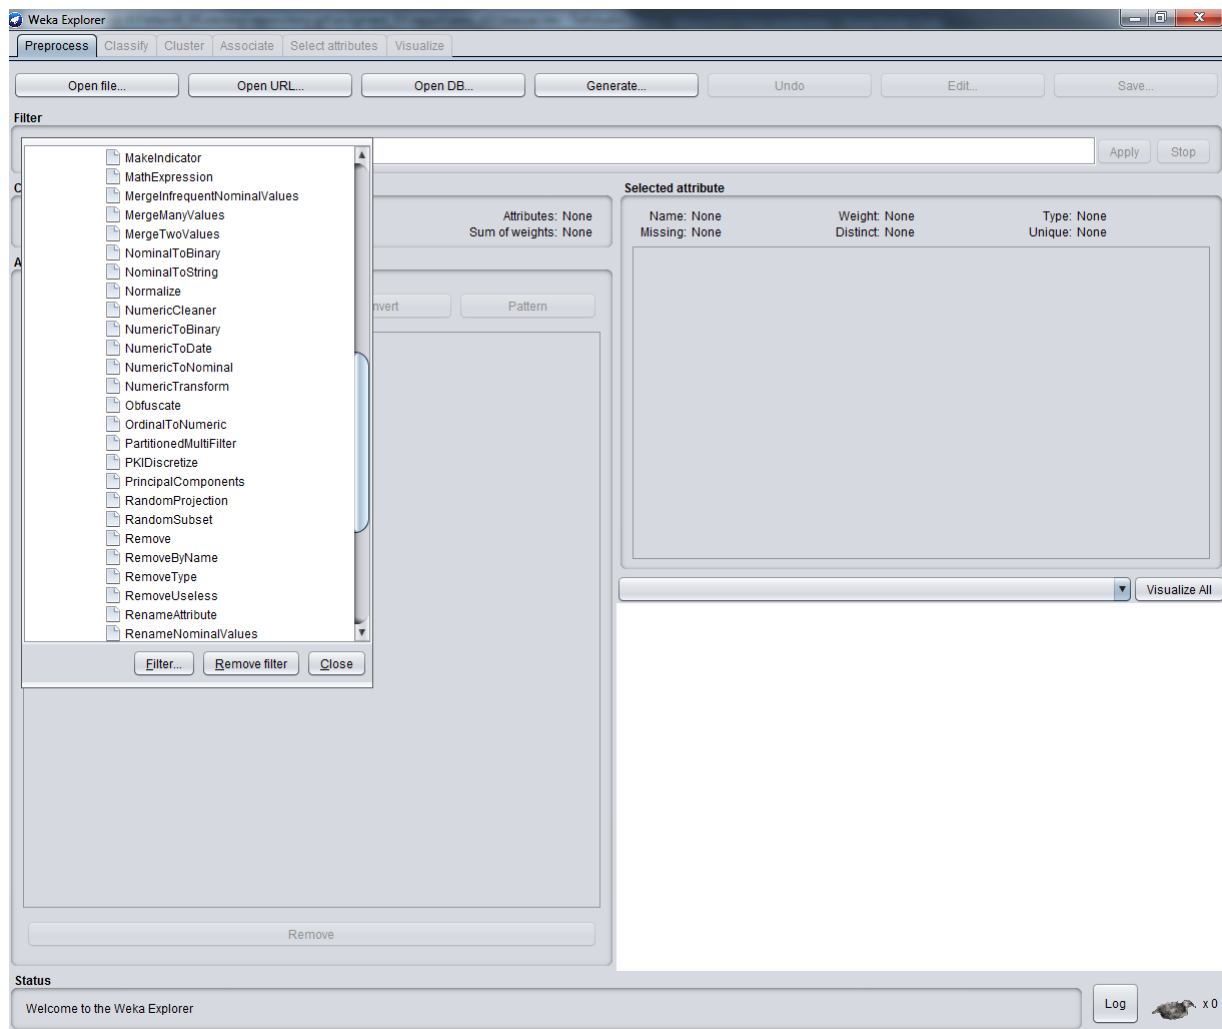 Weka Explorer
Preprocess Classify Cluster Associate Select attributes Visualize
Open file... Open URL... Open DB... Generate... Undo Edit... Save...
Filter
Apply Stop
MakeIndicator
MathExpression
MergeInfrequentNominalValues
MergeManyValues
MergeTwoValues
NominalToBinary
NominalToString
Normalize
NumericCleaner
NumericToBinary
NumericToDate
NumericToNominal
NumericTransform
Obfuscate
OrdinalToNumeric
PartitionedMultiFilter
PKIDiscretize
PrincipalComponents
RandomProjection
RandomSubset
Remove
RemoveByName
RemoveType
RemoveUseless
RenameAttribute
RenameNominalValues
Filter... Remove filter Close
Attributes: None
Sum of weights: None
Pattern
Remove
Selected attribute
Name: None Weight: None Type: None
Missing: None Distinct: None Unique: None
Visualize All
Status
Welcome to the Weka Explorer
Log x 0